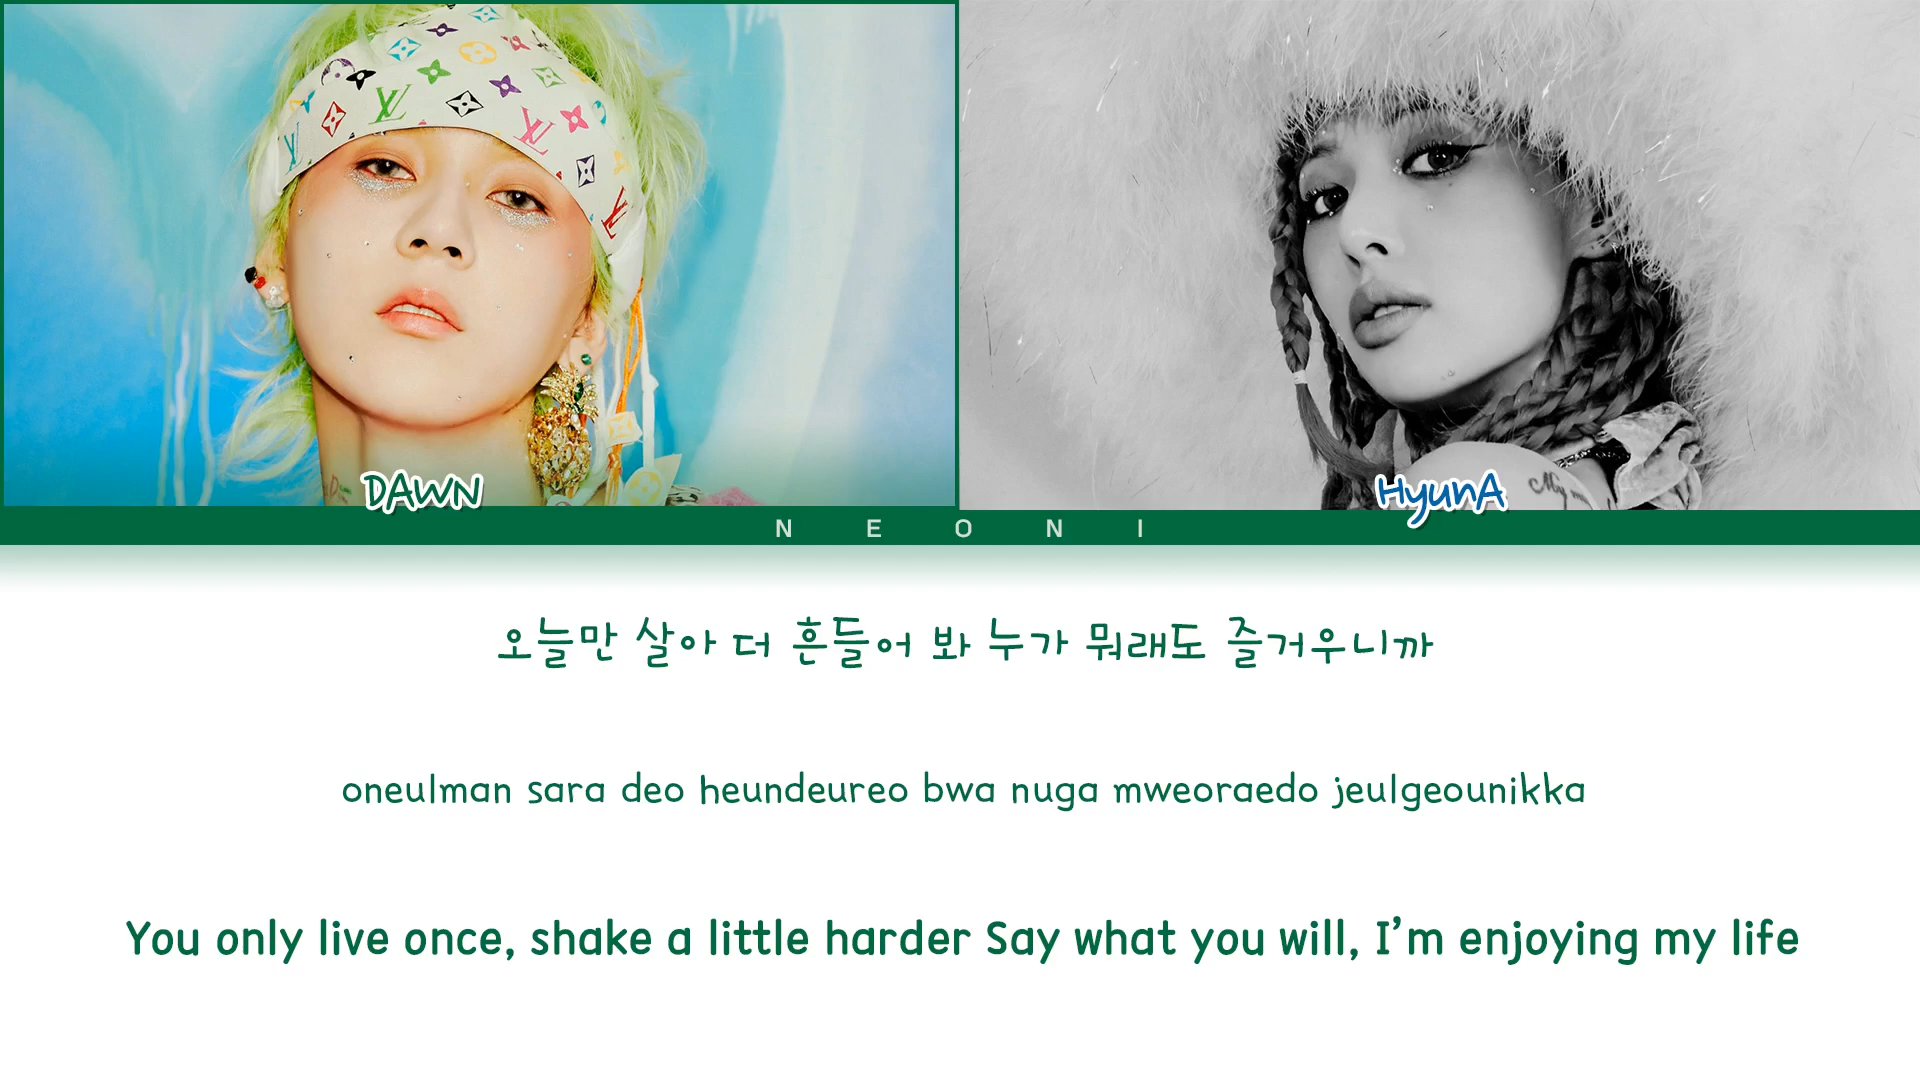 DAWN
HyunA
NEONI
오늘만 살아 더 흔들어 봐 누가 뭐래도 즐거우니까
oneulman sara deo heundeureo bwa nuga mweoraedo jeulgeounikka
You only live once, shake a little harder Say what you will, I'm enjoying my life